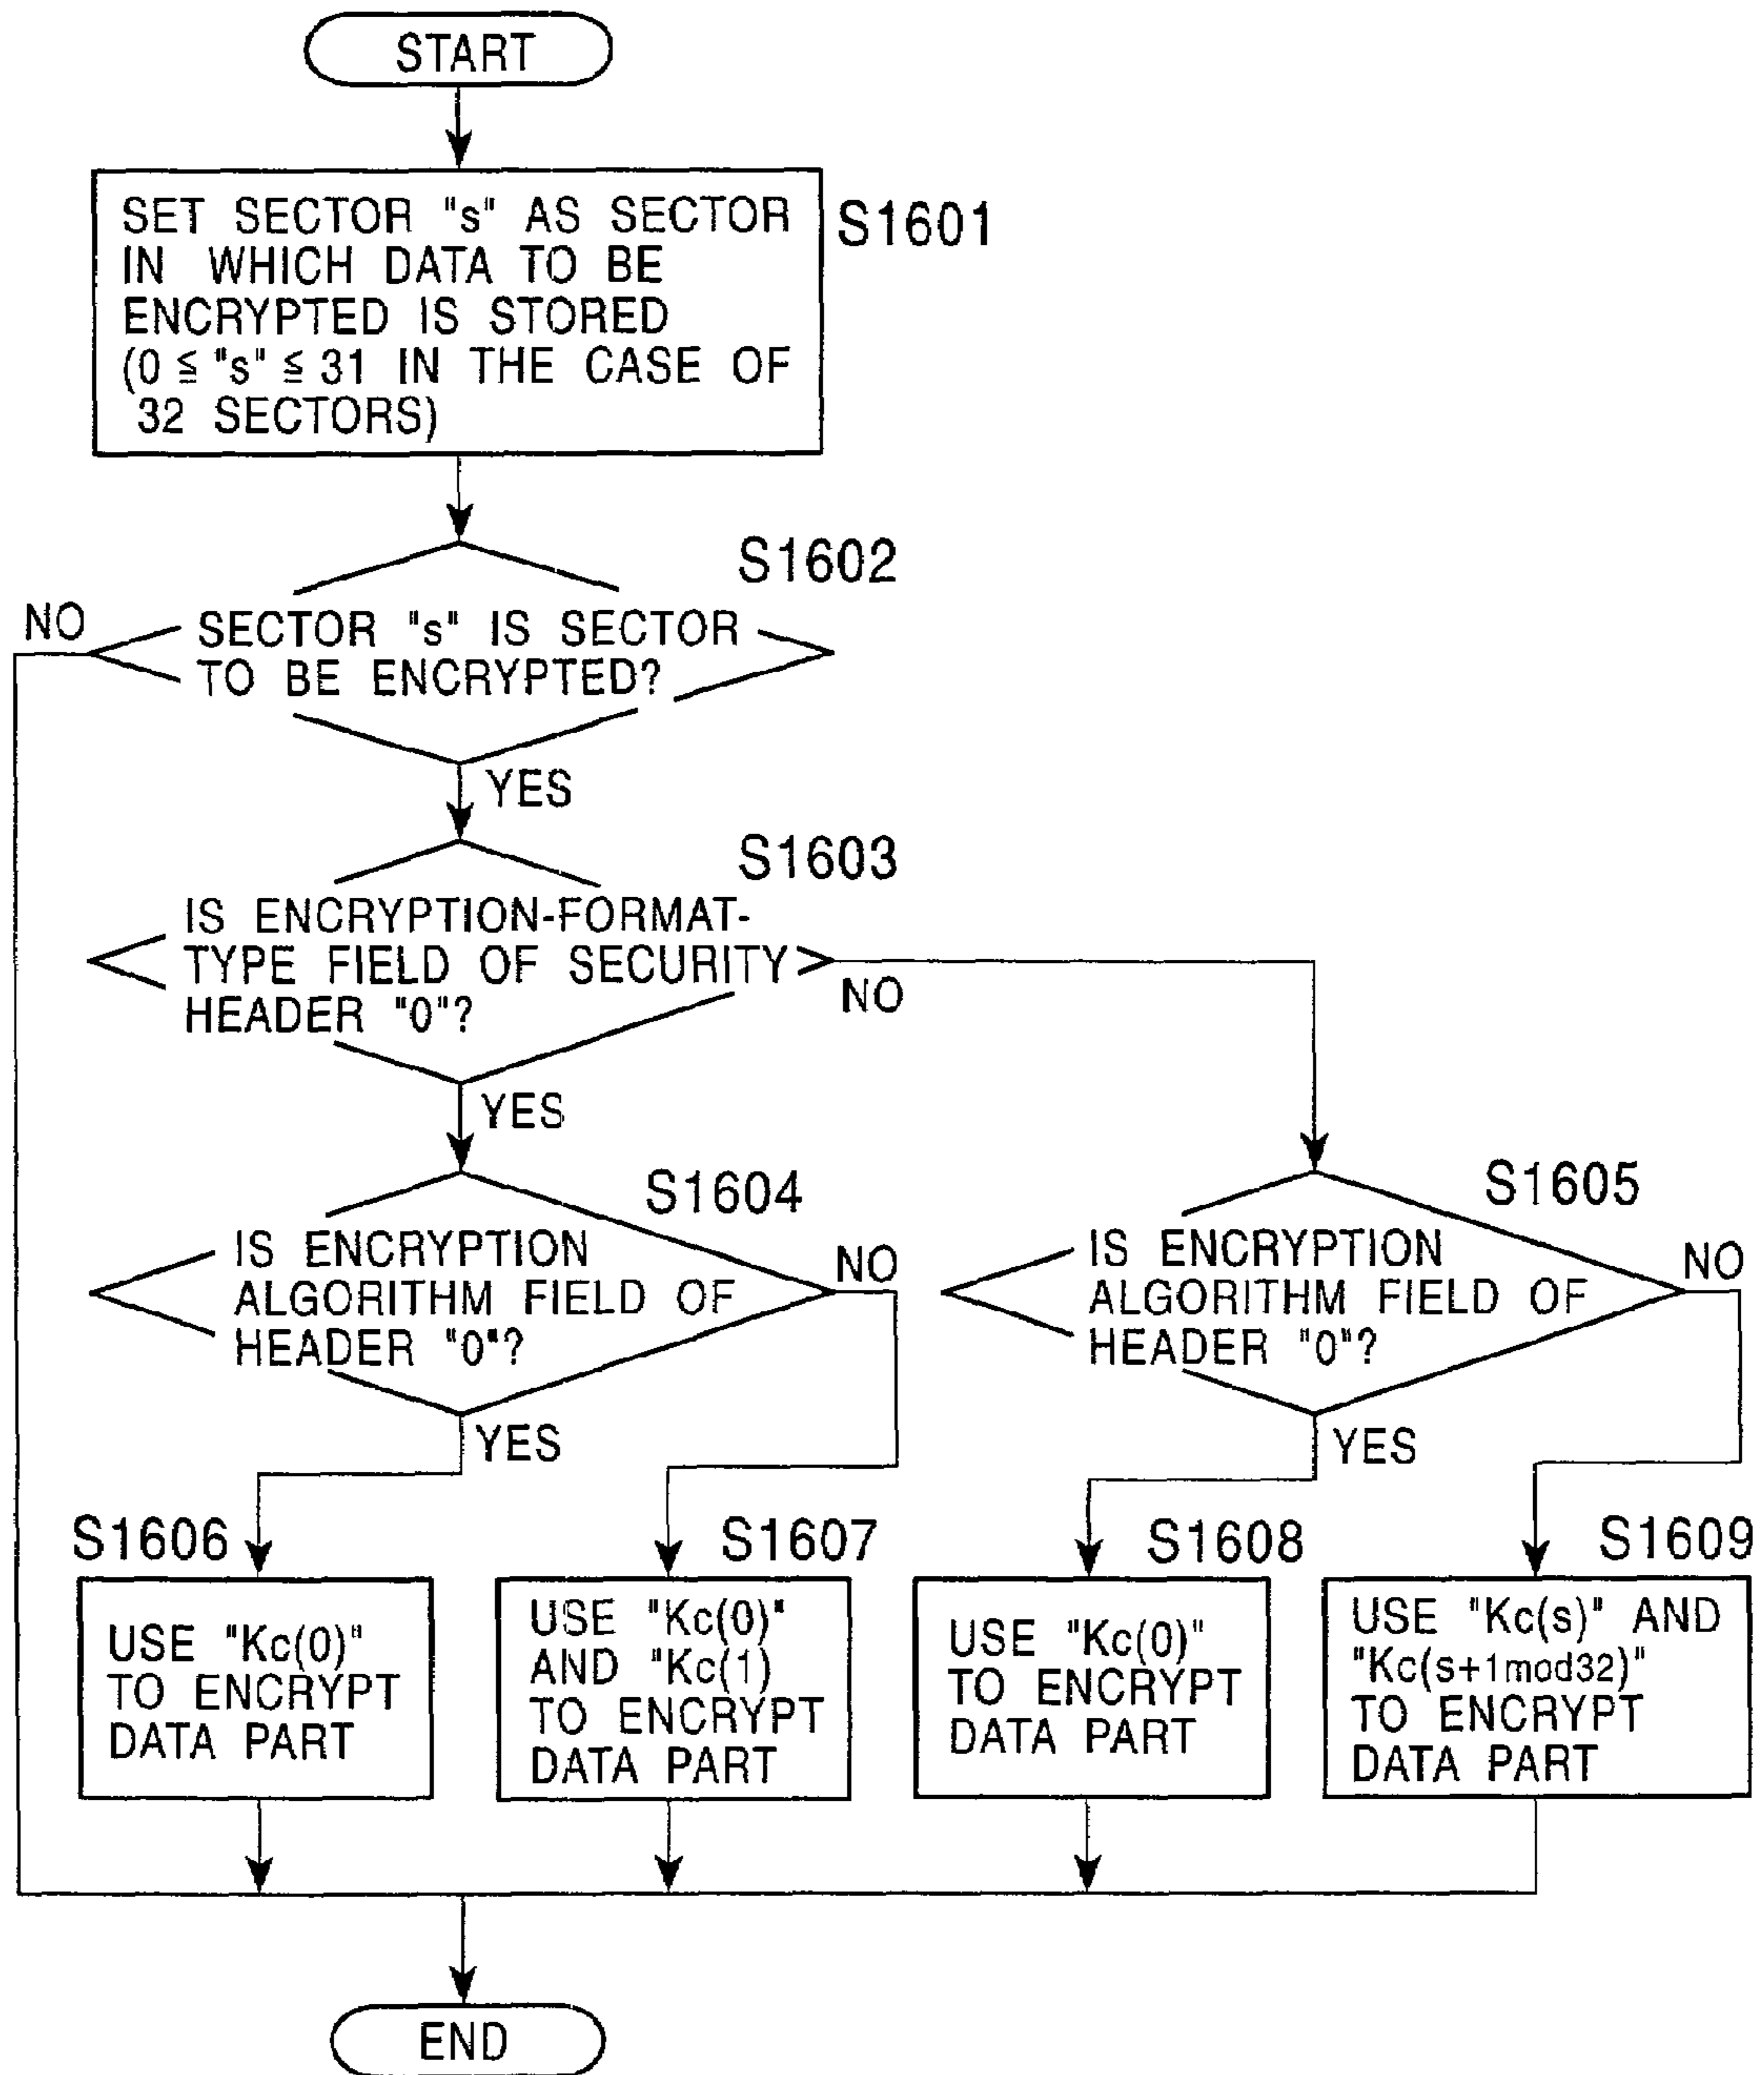 START
SET SECTOR "s" AS SECTOR
IN WHICH DATA TO BE
ENCRYPTED IS STORED
(0 ≦ "s" ≦ 31 IN THE CASE OF
32 SECTORS)
S1601
S1602
NO
SECTOR "s" IS SECTOR
TO BE ENCRYPTED?
YES
S1603
IS ENCRYPTION-FORMAT-
TYPE FIELD OF SECURITY
HEADER "0"?
NO
YES
S1604
IS ENCRYPTION
ALGORITHM FIELD OF
HEADER "0"?
NO
YES
S1605
IS ENCRYPTION
ALGORITHM FIELD OF
HEADER "0"?
NO
YES
S1606
USE "Kc(0)"
TO ENCRYPT
DATA PART
S1607
USE "Kc(0)"
AND "Kc(1)
TO ENCRYPT
DATA PART
S1608
USE "Kc(0)"
TO ENCRYPT
DATA PART
S1609
USE "Kc(s)" AND
"Kc(s+1mod32)"
TO ENCRYPT
DATA PART
END